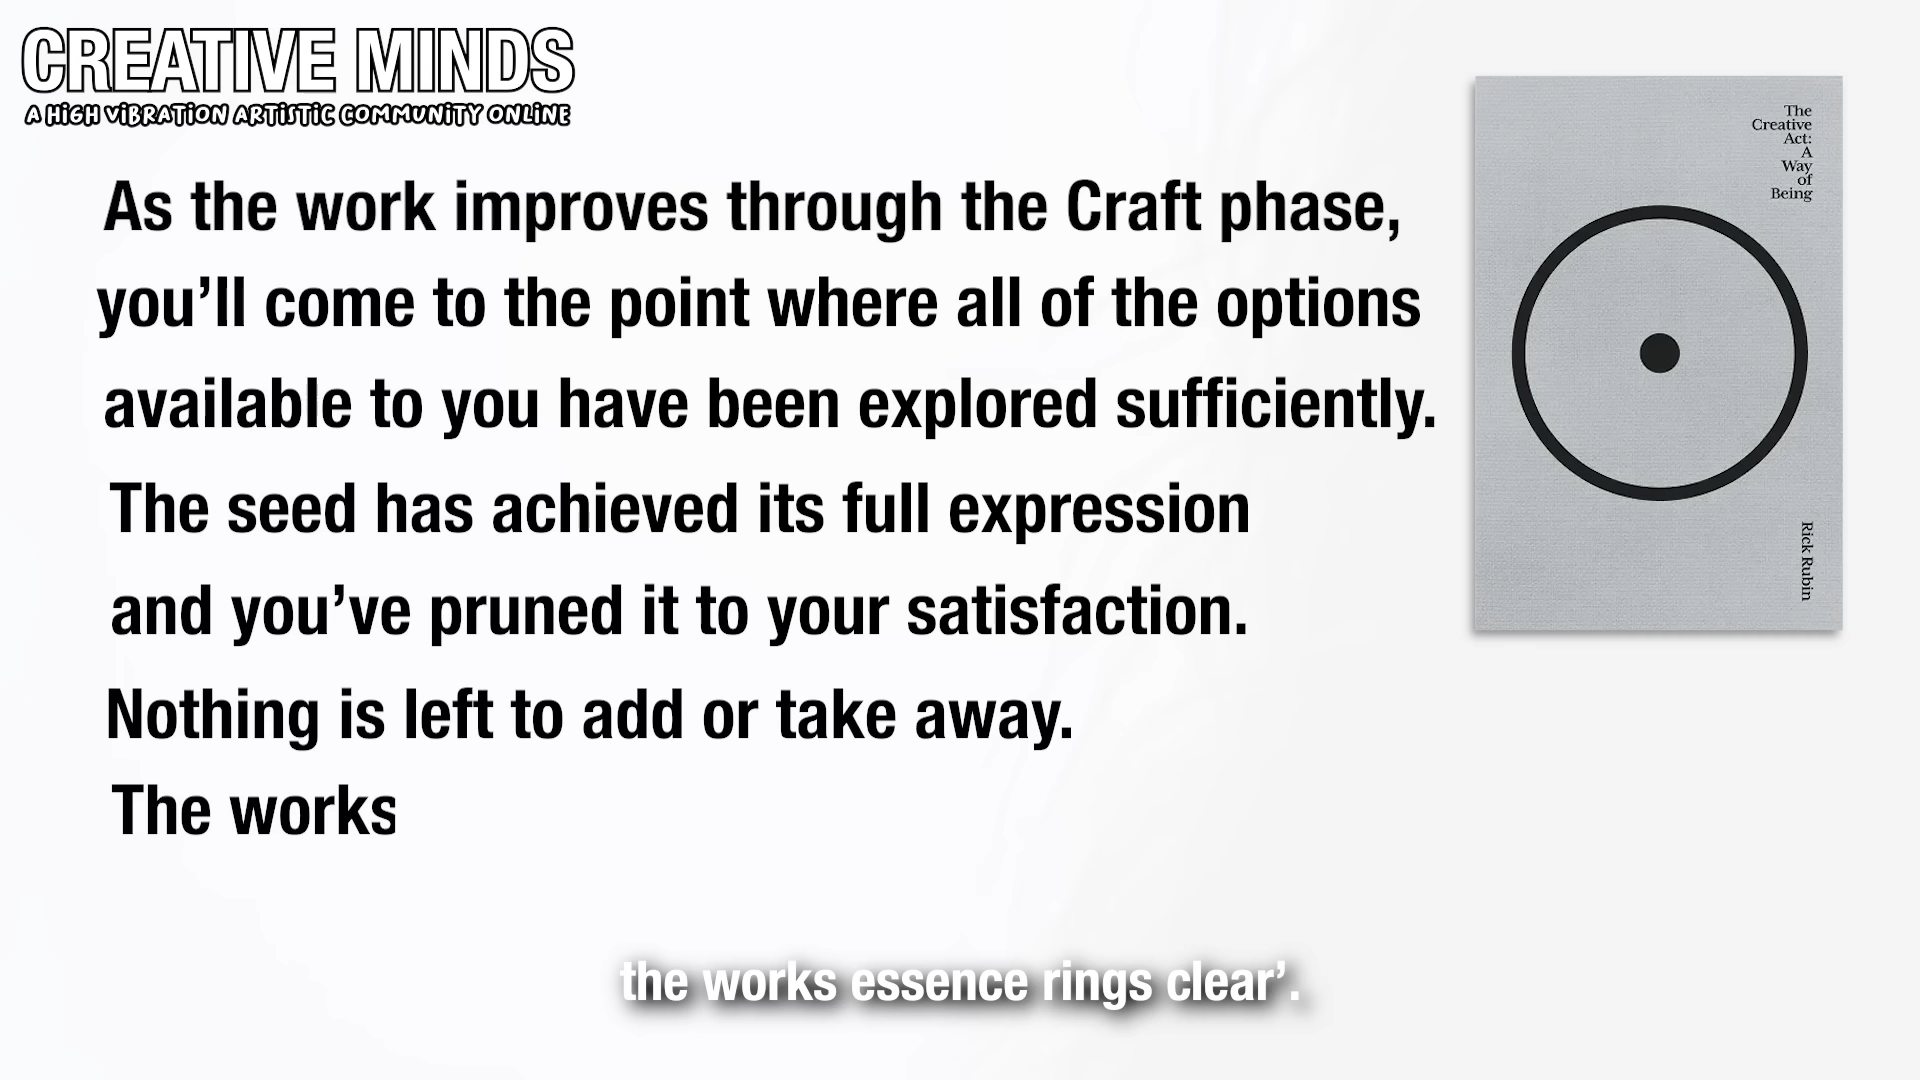 CREATIVE MINDS
A HIGH VIBRATION ARTISTIC COMMUNITY ONLINE
As the work improves through the Craft phase,
you’ll come to the point where all of the options
available to you have been explored sufficiently.
The seed has achieved its full expression
and you’ve pruned it to your satisfaction.
Nothing is left to add or take away.
The works
The
Creative
Act:
A
Way
of
Being
Rick Rubin
the works essence rings clear’.